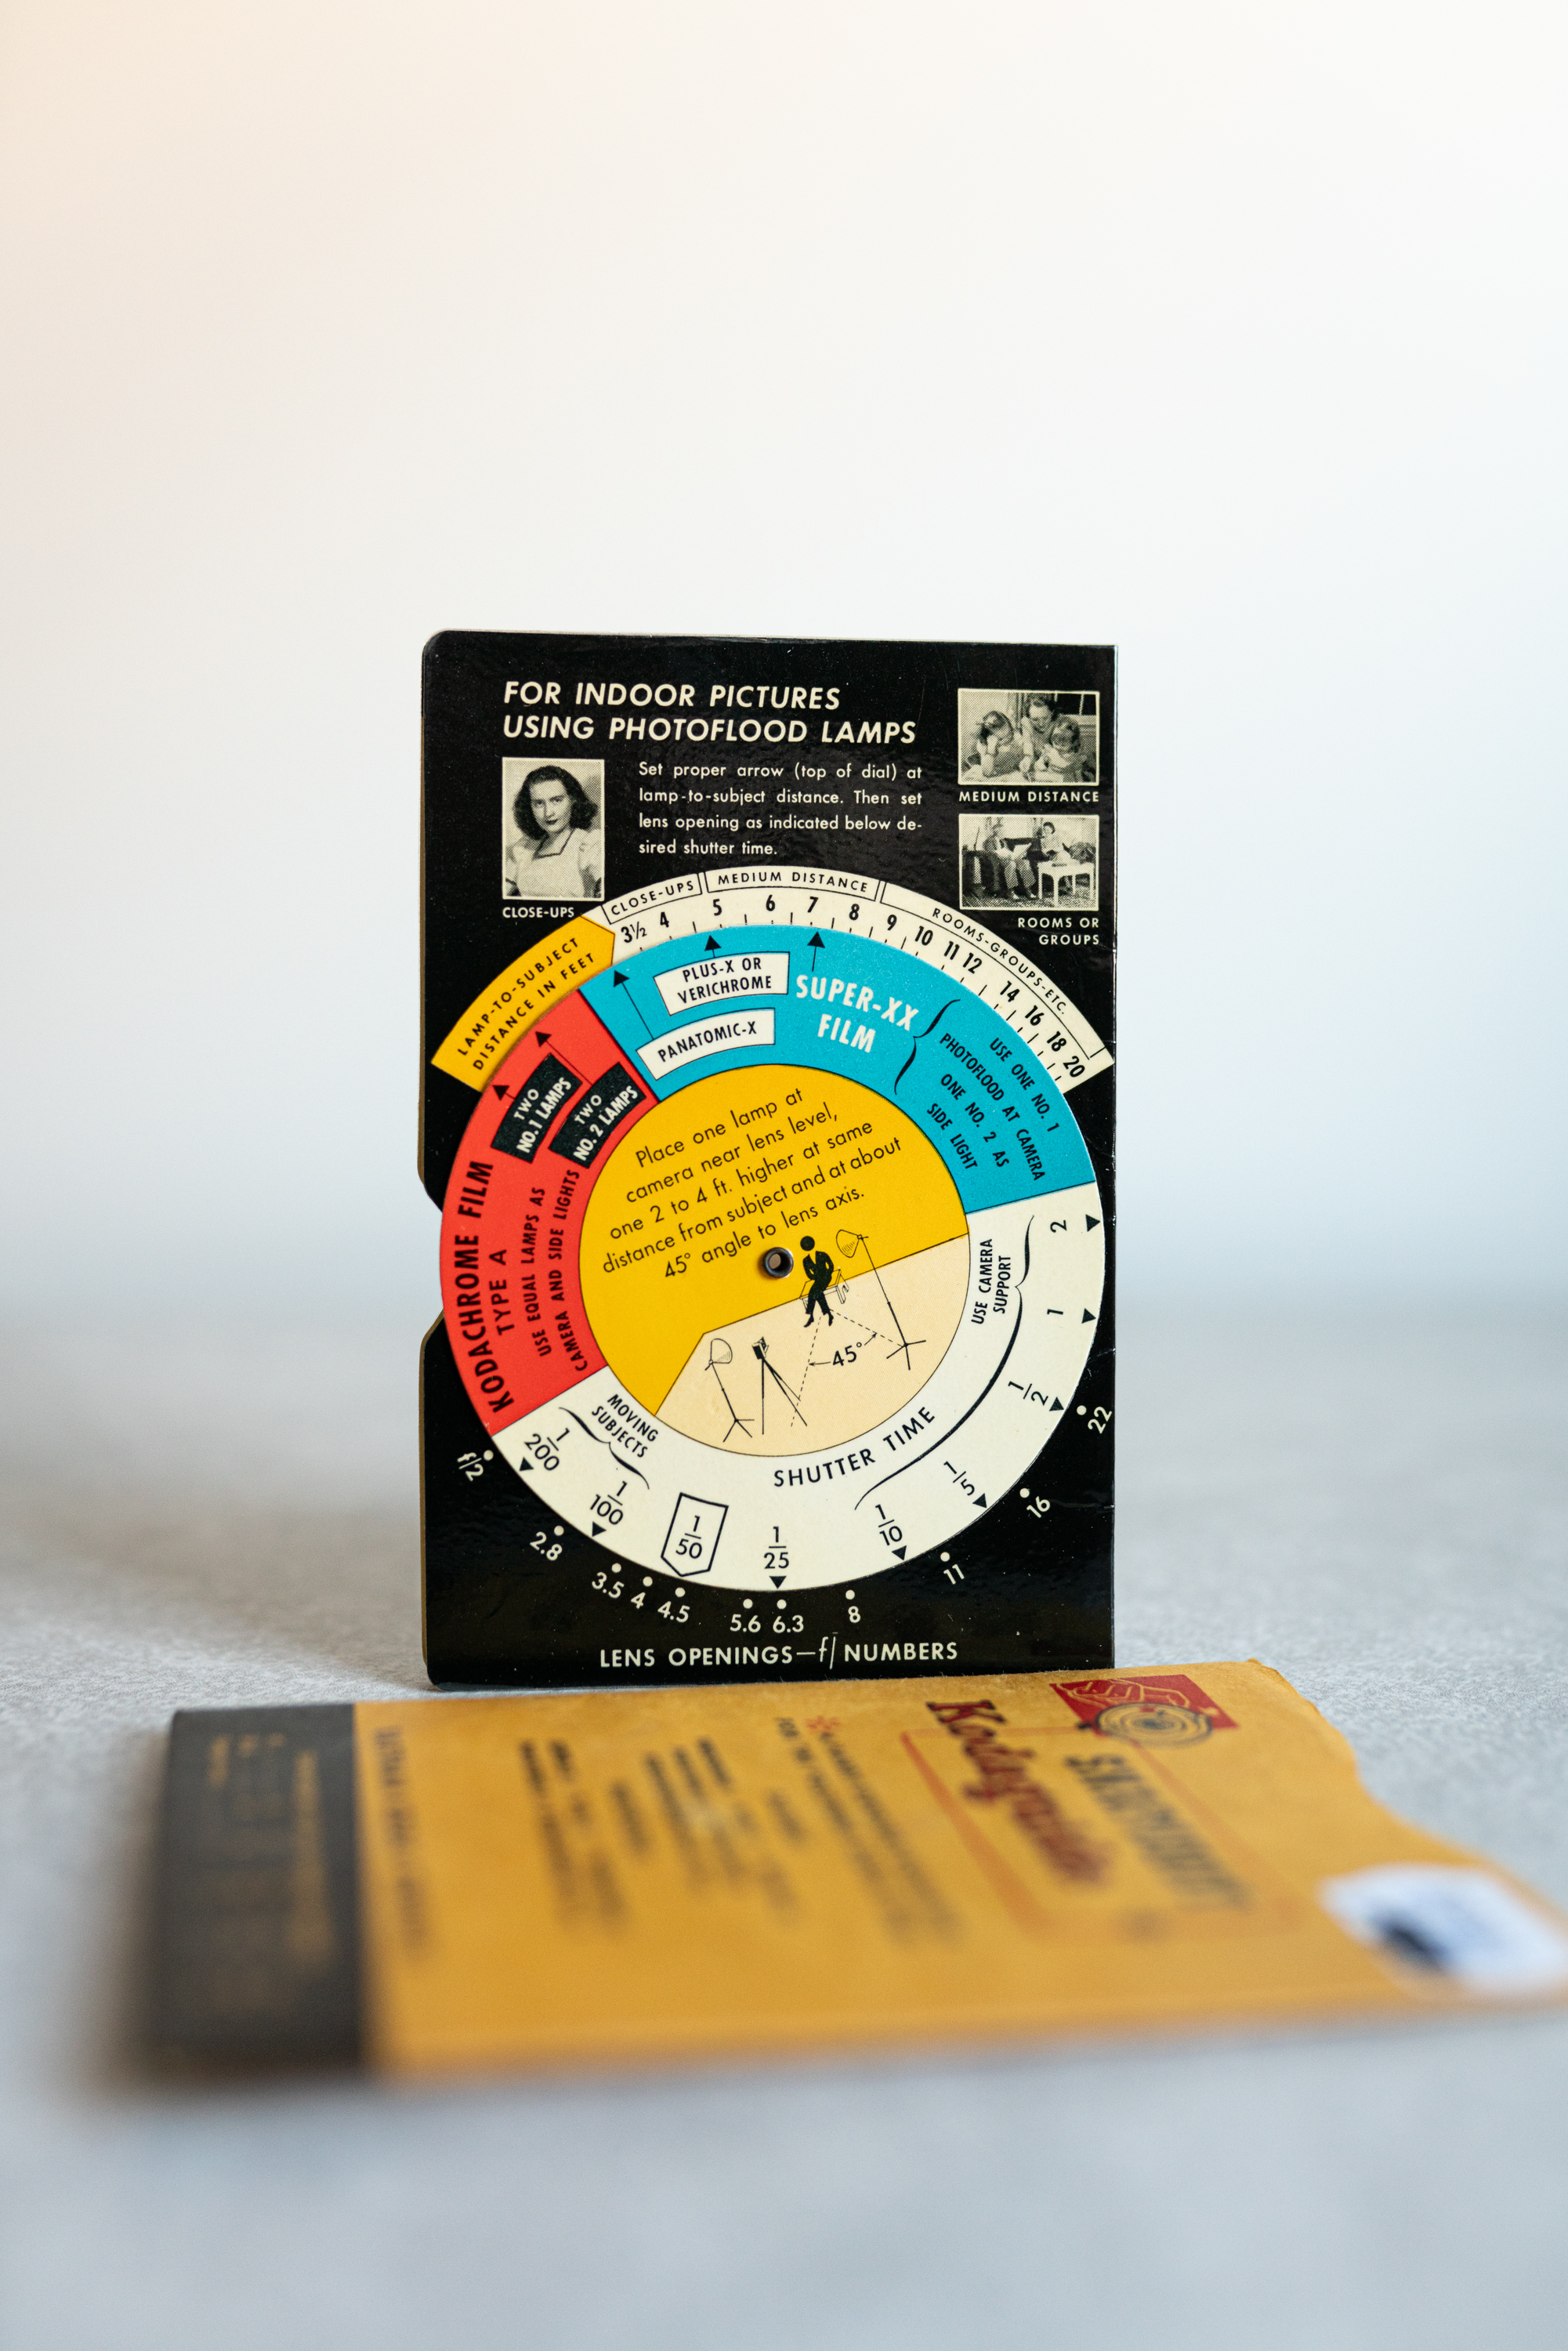 FOR INDOOR PICTURES
USING PHOTOFLOOD LAMPS
Set proper arrow (top of dial) at
lamp-to-subject distance. Then set
lens opening as indicated below de-
sired shutter time.
CLOSE-UPS
MEDIUM DISTANCE
ROOMS OR
GROUPS
LAMP-TO-SUBJECT
DISTANCE IN FEET
CLOSE-UPS
MEDIUM DISTANCE
ROOMS-GROUPS-ETC.
3½ 4 5 6 7 8 9 10 11 12 14 16 18 20
PLUS-X OR
VERICHROME
PANATOMIC-X
SUPER-XX
FILM
USE ONE NO. 1
PHOTOFLOOD AT CAMERA
ONE NO. 2 AS
SIDE LIGHT
TWO
NO.1 LAMPS
TWO
NO. 2 LAMPS
KODACHROME FILM
TYPE A
USE EQUAL LAMPS AS
CAMERA AND SIDE LIGHTS
Place one lamp at
camera near lens level,
one 2 to 4 ft. higher at same
distance from subject and at about
45° angle to lens axis.
45°
USE CAMERA
SUPPORT
MOVING
SUBJECTS
SHUTTER TIME
1/200 1/100 1/50 1/25 1/10 1/5 1/2 1 2
f/2 2.8 3.5 4 4.5 5.6 6.3 8 11 16 22
LENS OPENINGS—f/ NUMBERS
Kodaguide
SNAPSHOT